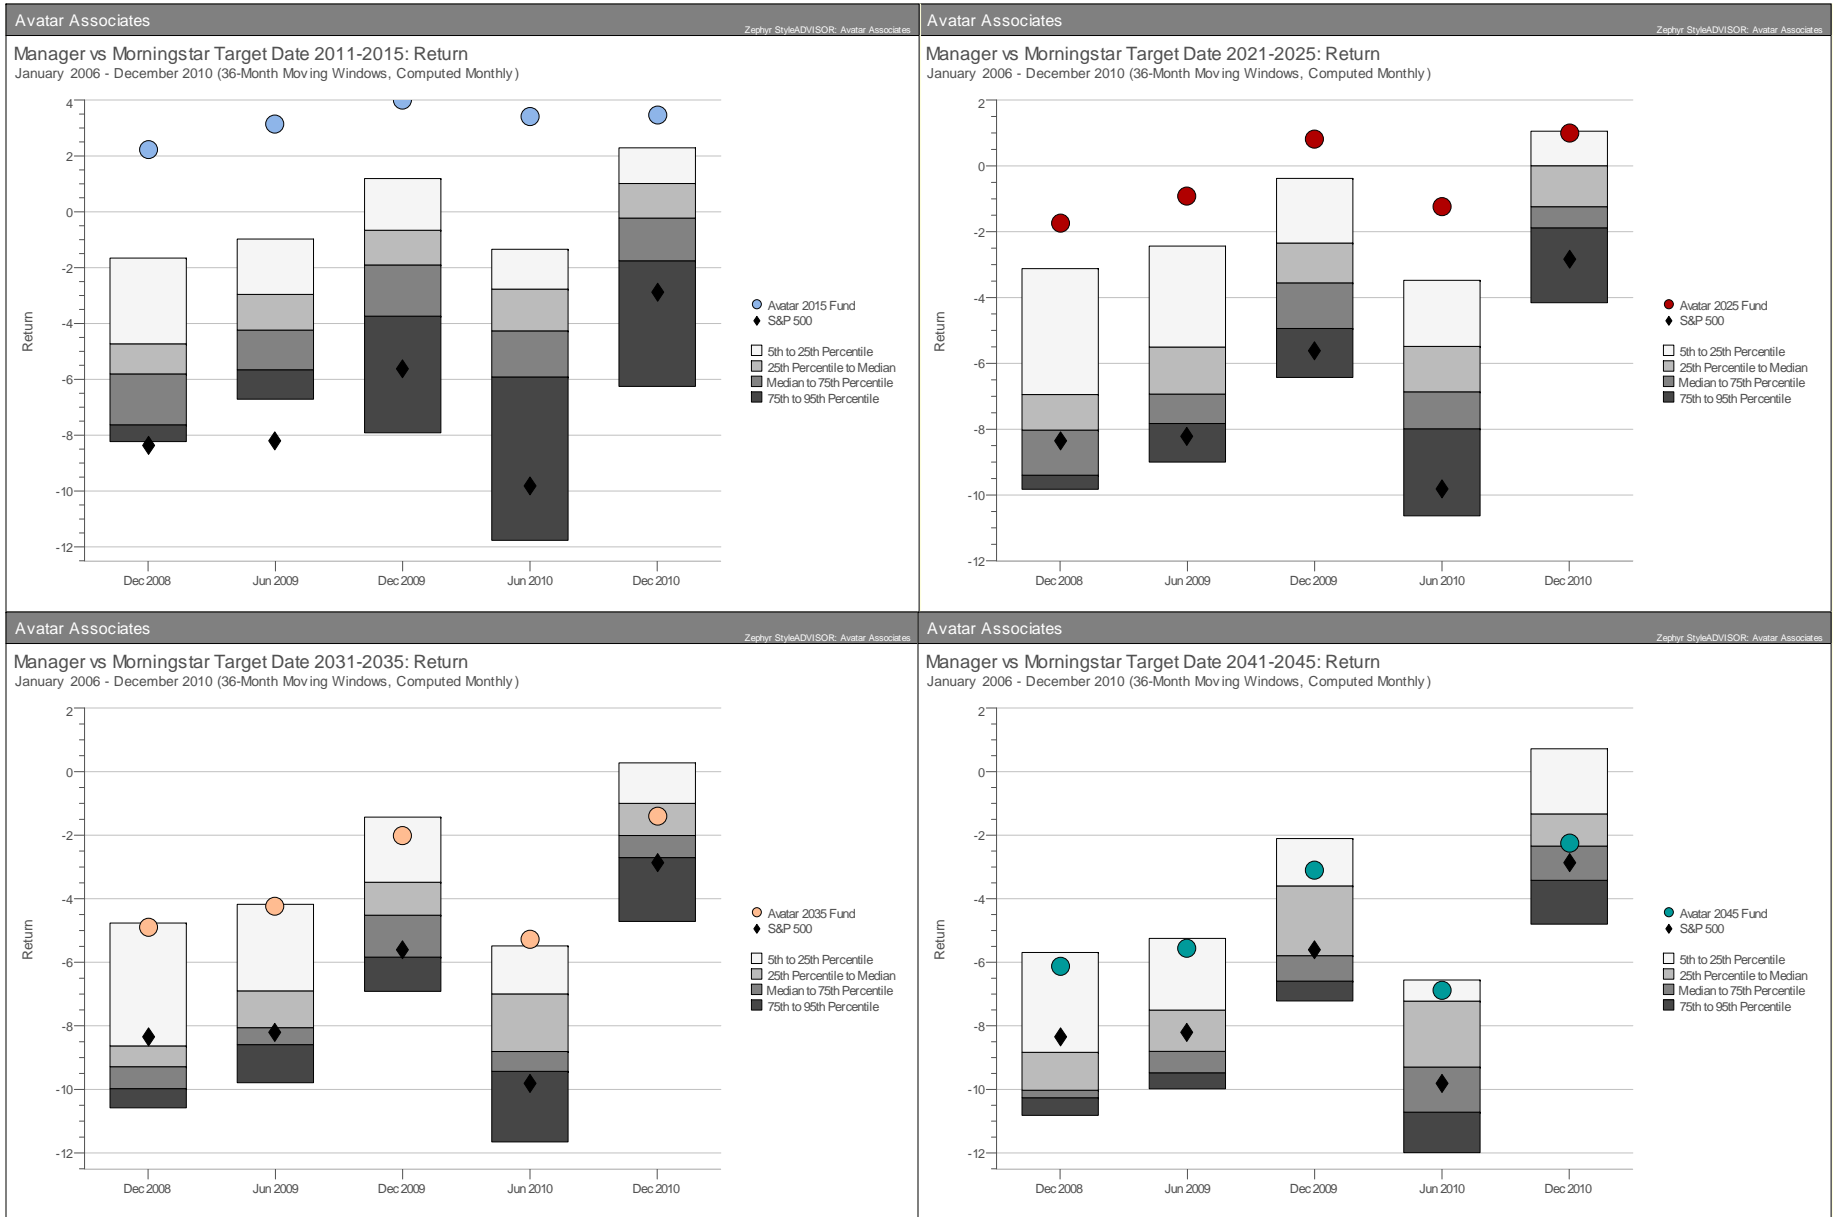 Avatar Associates
Zephyr StyleADVISOR: Avatar Associates
Manager vs Morningstar Target Date 2011-2015: Return
January 2006 - December 2010 (36-Month Moving Windows, Computed Monthly)
Return
4
2
0
-2
-4
-6
-8
-10
-12
Dec 2008
Jun 2009
Dec 2009
Jun 2010
Dec 2010
Avatar 2015 Fund
S&P 500
5th to 25th Percentile
25th Percentile to Median
Median to 75th Percentile
75th to 95th Percentile
Avatar Associates
Zephyr StyleADVISOR: Avatar Associates
Manager vs Morningstar Target Date 2021-2025: Return
January 2006 - December 2010 (36-Month Moving Windows, Computed Monthly)
Return
2
0
-2
-4
-6
-8
-10
-12
Dec 2008
Jun 2009
Dec 2009
Jun 2010
Dec 2010
Avatar 2025 Fund
S&P 500
5th to 25th Percentile
25th Percentile to Median
Median to 75th Percentile
75th to 95th Percentile
Avatar Associates
Zephyr StyleADVISOR: Avatar Associates
Manager vs Morningstar Target Date 2031-2035: Return
January 2006 - December 2010 (36-Month Moving Windows, Computed Monthly)
Return
2
0
-2
-4
-6
-8
-10
-12
Dec 2008
Jun 2009
Dec 2009
Jun 2010
Dec 2010
Avatar 2035 Fund
S&P 500
5th to 25th Percentile
25th Percentile to Median
Median to 75th Percentile
75th to 95th Percentile
Avatar Associates
Zephyr StyleADVISOR: Avatar Associates
Manager vs Morningstar Target Date 2041-2045: Return
January 2006 - December 2010 (36-Month Moving Windows, Computed Monthly)
Return
2
0
-2
-4
-6
-8
-10
-12
Dec 2008
Jun 2009
Dec 2009
Jun 2010
Dec 2010
Avatar 2045 Fund
S&P 500
5th to 25th Percentile
25th Percentile to Median
Median to 75th Percentile
75th to 95th Percentile